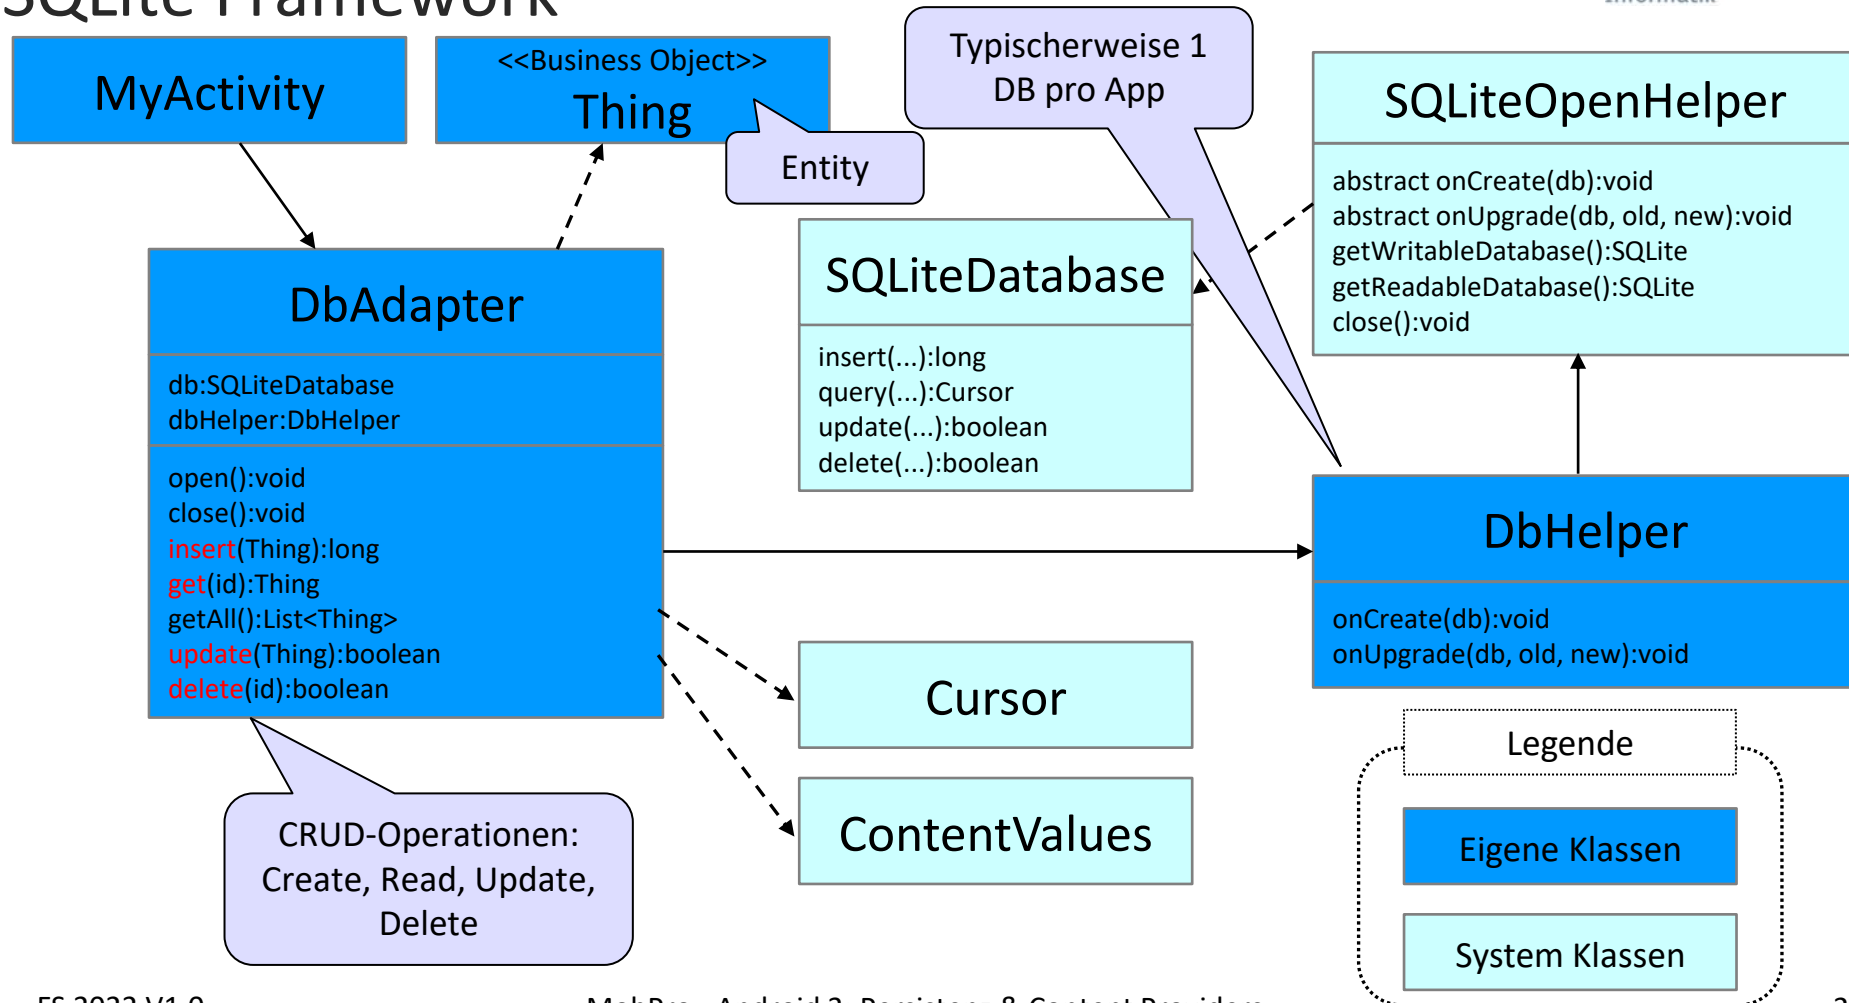 SQLite Framework
Informatik
MyActivity
<<Business Object>>
Thing
Entity
Typischerweise 1
DB pro App
SQLiteOpenHelper
abstract onCreate(db):void
abstract onUpgrade(db, old, new):void
getWritableDatabase():SQLite
getReadableDatabase():SQLite
close():void
DbAdapter
db:SQLiteDatabase
dbHelper:DbHelper
open():void
close():void
insert(Thing):long
get(id):Thing
getAll():List<Thing>
update(Thing):boolean
delete(id):boolean
SQLiteDatabase
insert(...):long
query(...):Cursor
update(...):boolean
delete(...):boolean
DbHelper
onCreate(db):void
onUpgrade(db, old, new):void
Cursor
ContentValues
CRUD-Operationen:
Create, Read, Update,
Delete
Legende
Eigene Klassen
System Klassen